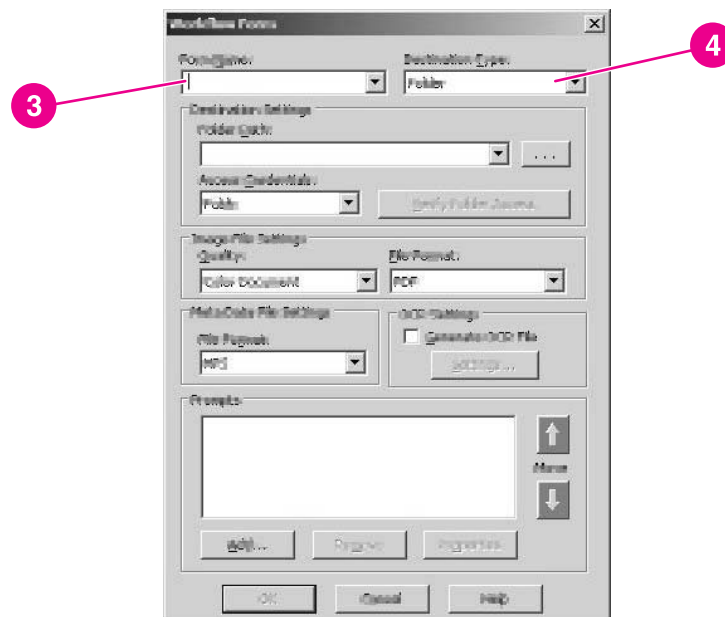 Workflow Form
Form Name: Destination Type:
Folder
3
4
Destination Settings
Folder Path:
...
Access Credentials:
Public Verify Folder Access
Image File Settings
Quality: File Format:
Color Document PDF
MetaData File Settings OCR Settings
File Format: Generate OCR File
HPS Settings...
Prompts
Move
Add... Remove Properties
OK Cancel Help